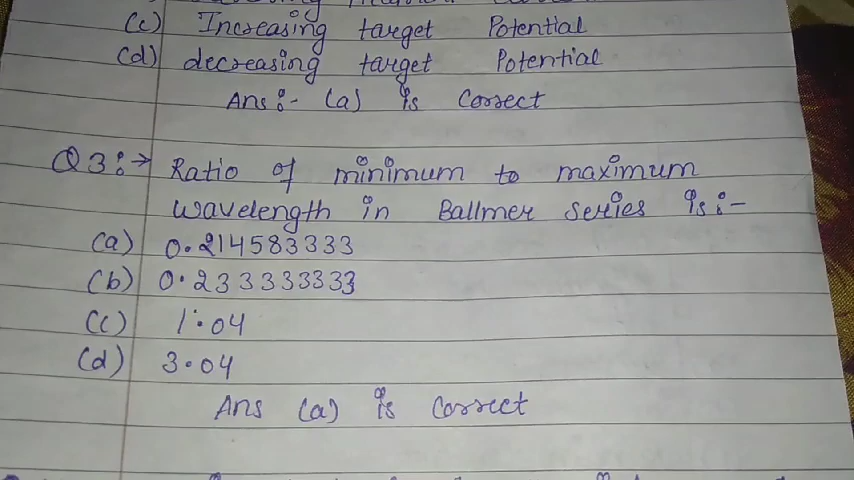 (c) Increasing target Potential
(d) decreasing target Potential
Ans:- (a) is Correct
Q3:→ Ratio of minimum to maximum
wavelength in Ballmer series is:-
(a) 0.214583333
(b) 0.233333333
(c) 1:04
(d) 3.04
Ans (a) is Correct